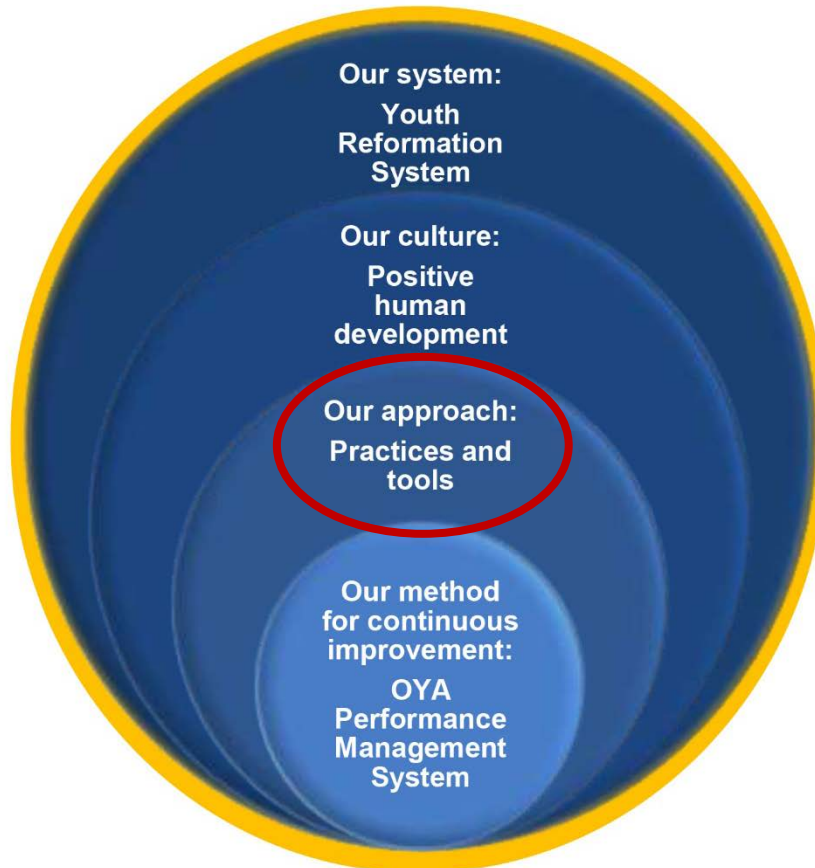 Our system:
Youth
Reformation
System
Our culture:
Positive
human
development
Our approach:
Practices and
tools
Our method
for continuous
improvement:
OYA
Performance
Management
System